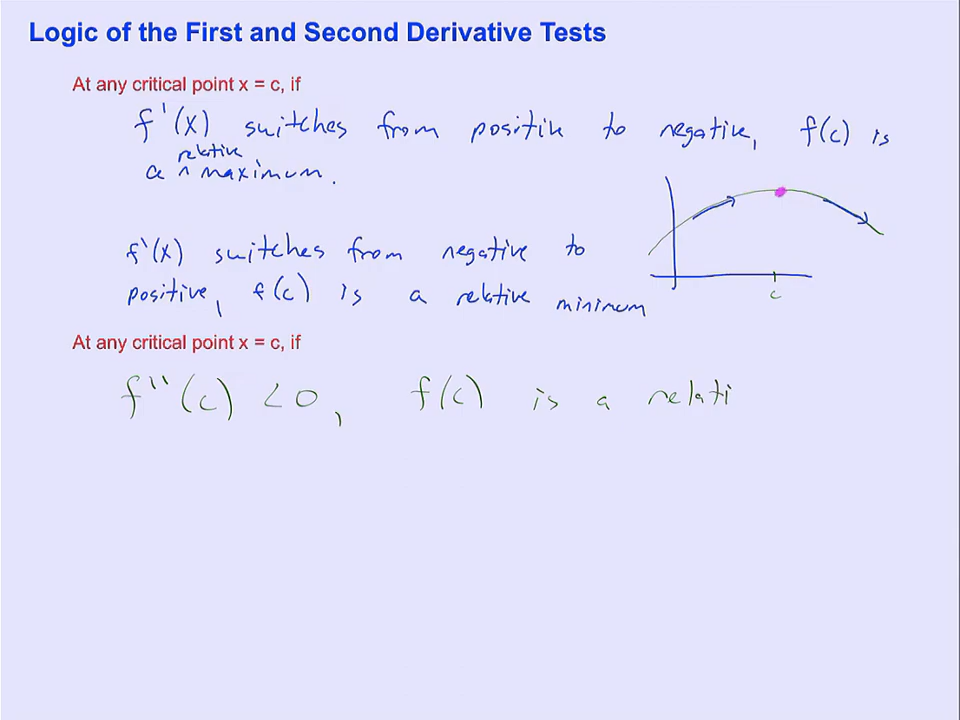 Logic of the First and Second Derivative Tests
At any critical point x = c, if
f'(x) switches from positive to negative, f(c) is
relative
a ^ maximum.
f'(x) switches from negative to
positive, f(c) is a relative minimum
c
At any critical point x = c, if
f''(c) < 0, f(c) is a relati